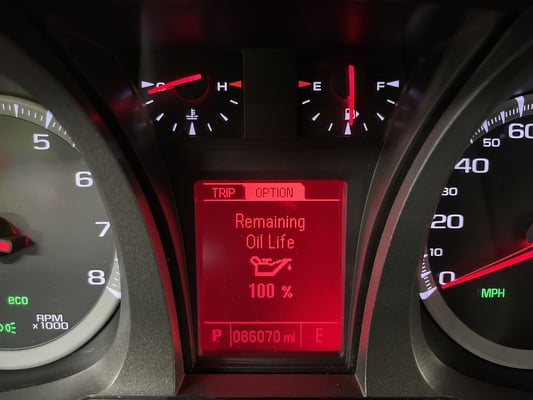 C H
E F
TRIP OPTION
Remaining
Oil Life
100 %
P 086070 mi E
5
6
7
8
eco
RPM
x1000
60
50
40
20
10
0
MPH